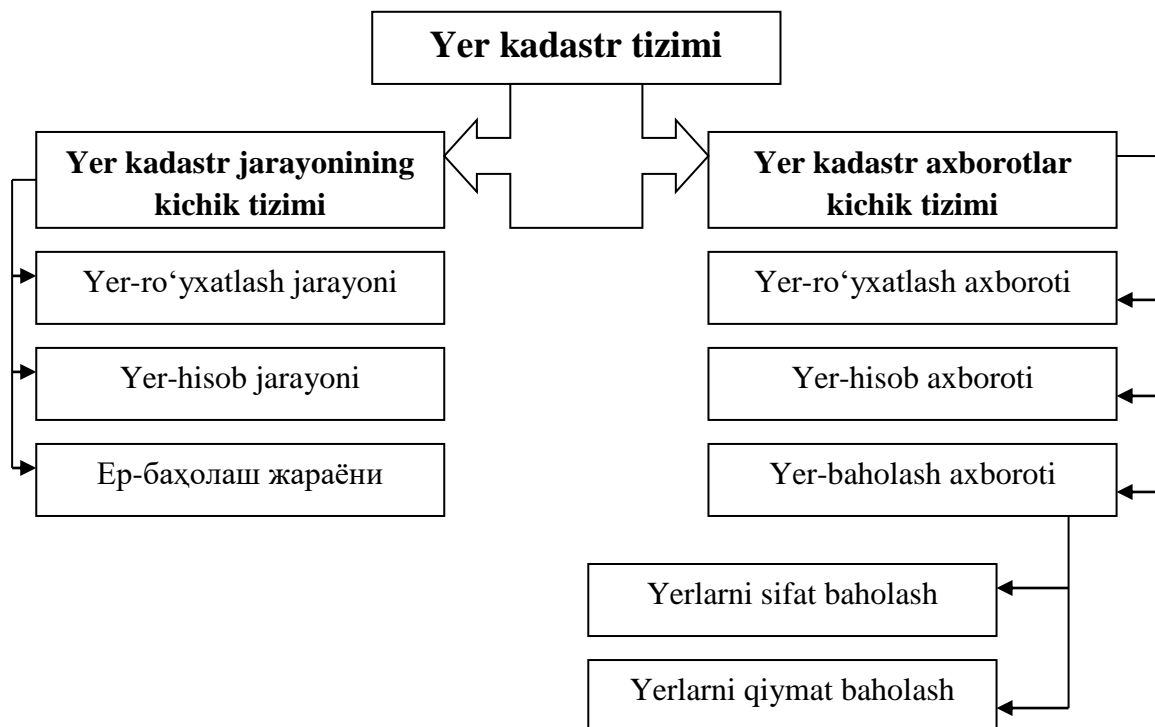 Yer kadastr tizimi
Yer kadastr jarayonining
kichik tizimi
Yer-ro‘yxatlash jarayoni
Yer-hisob jarayoni
Ер-баҳолаш жараёни
Yer kadastr axborotlar
kichik tizimi
Yer-ro‘yxatlash axboroti
Yer-hisob axboroti
Yer-baholash axboroti
Yerlarni sifat baholash
Yerlarni qiymat baholash